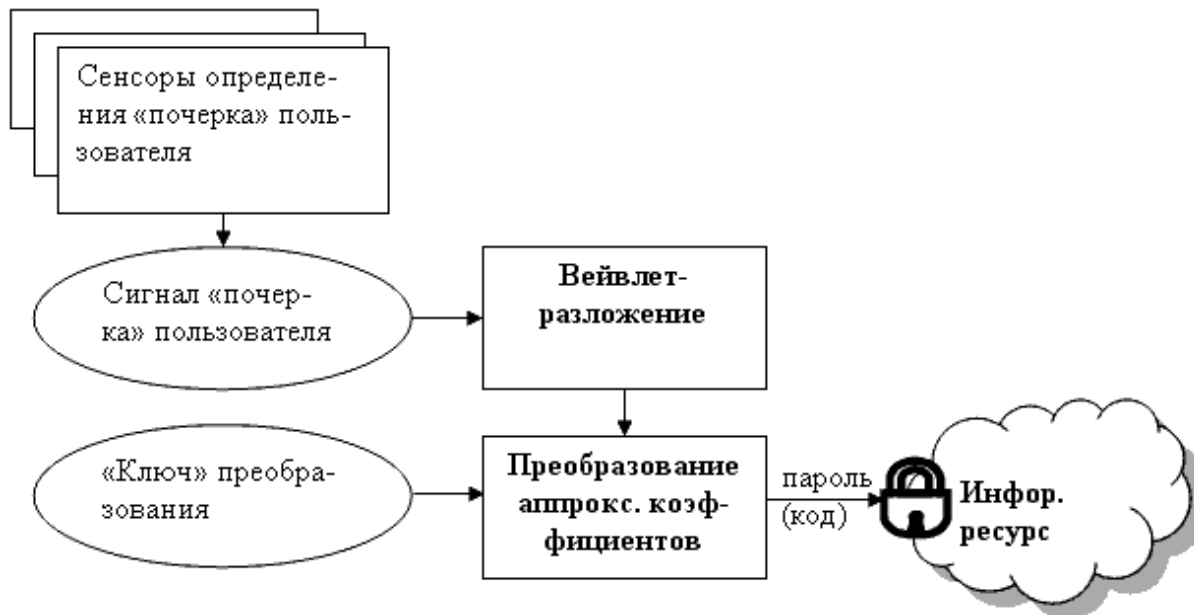 Сенсоры определе-
ния «почерка» поль-
зователя
Сигнал «почер-
ка» пользователя
Вейвлет-
разложение
«Ключ» преобра-
зования
Преобразование
аппрокс. коэф-
фициентов
пароль
(код)
Инфор.
ресурс